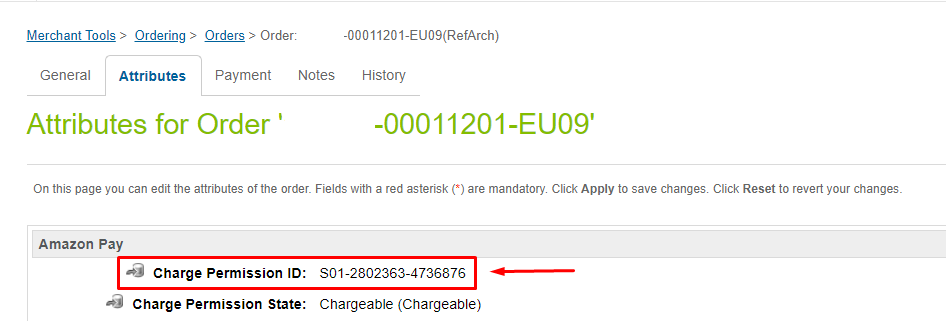 Merchant Tools > Ordering > Orders > Order: -00011201-EU09(RefArch)
General Attributes Payment Notes History
Attributes for Order ' -00011201-EU09'
On this page you can edit the attributes of the order. Fields with a red asterisk (*) are mandatory. Click Apply to save changes. Click Reset to revert your changes.
Amazon Pay
Charge Permission ID: S01-2802363-4736876
Charge Permission State: Chargeable (Chargeable)